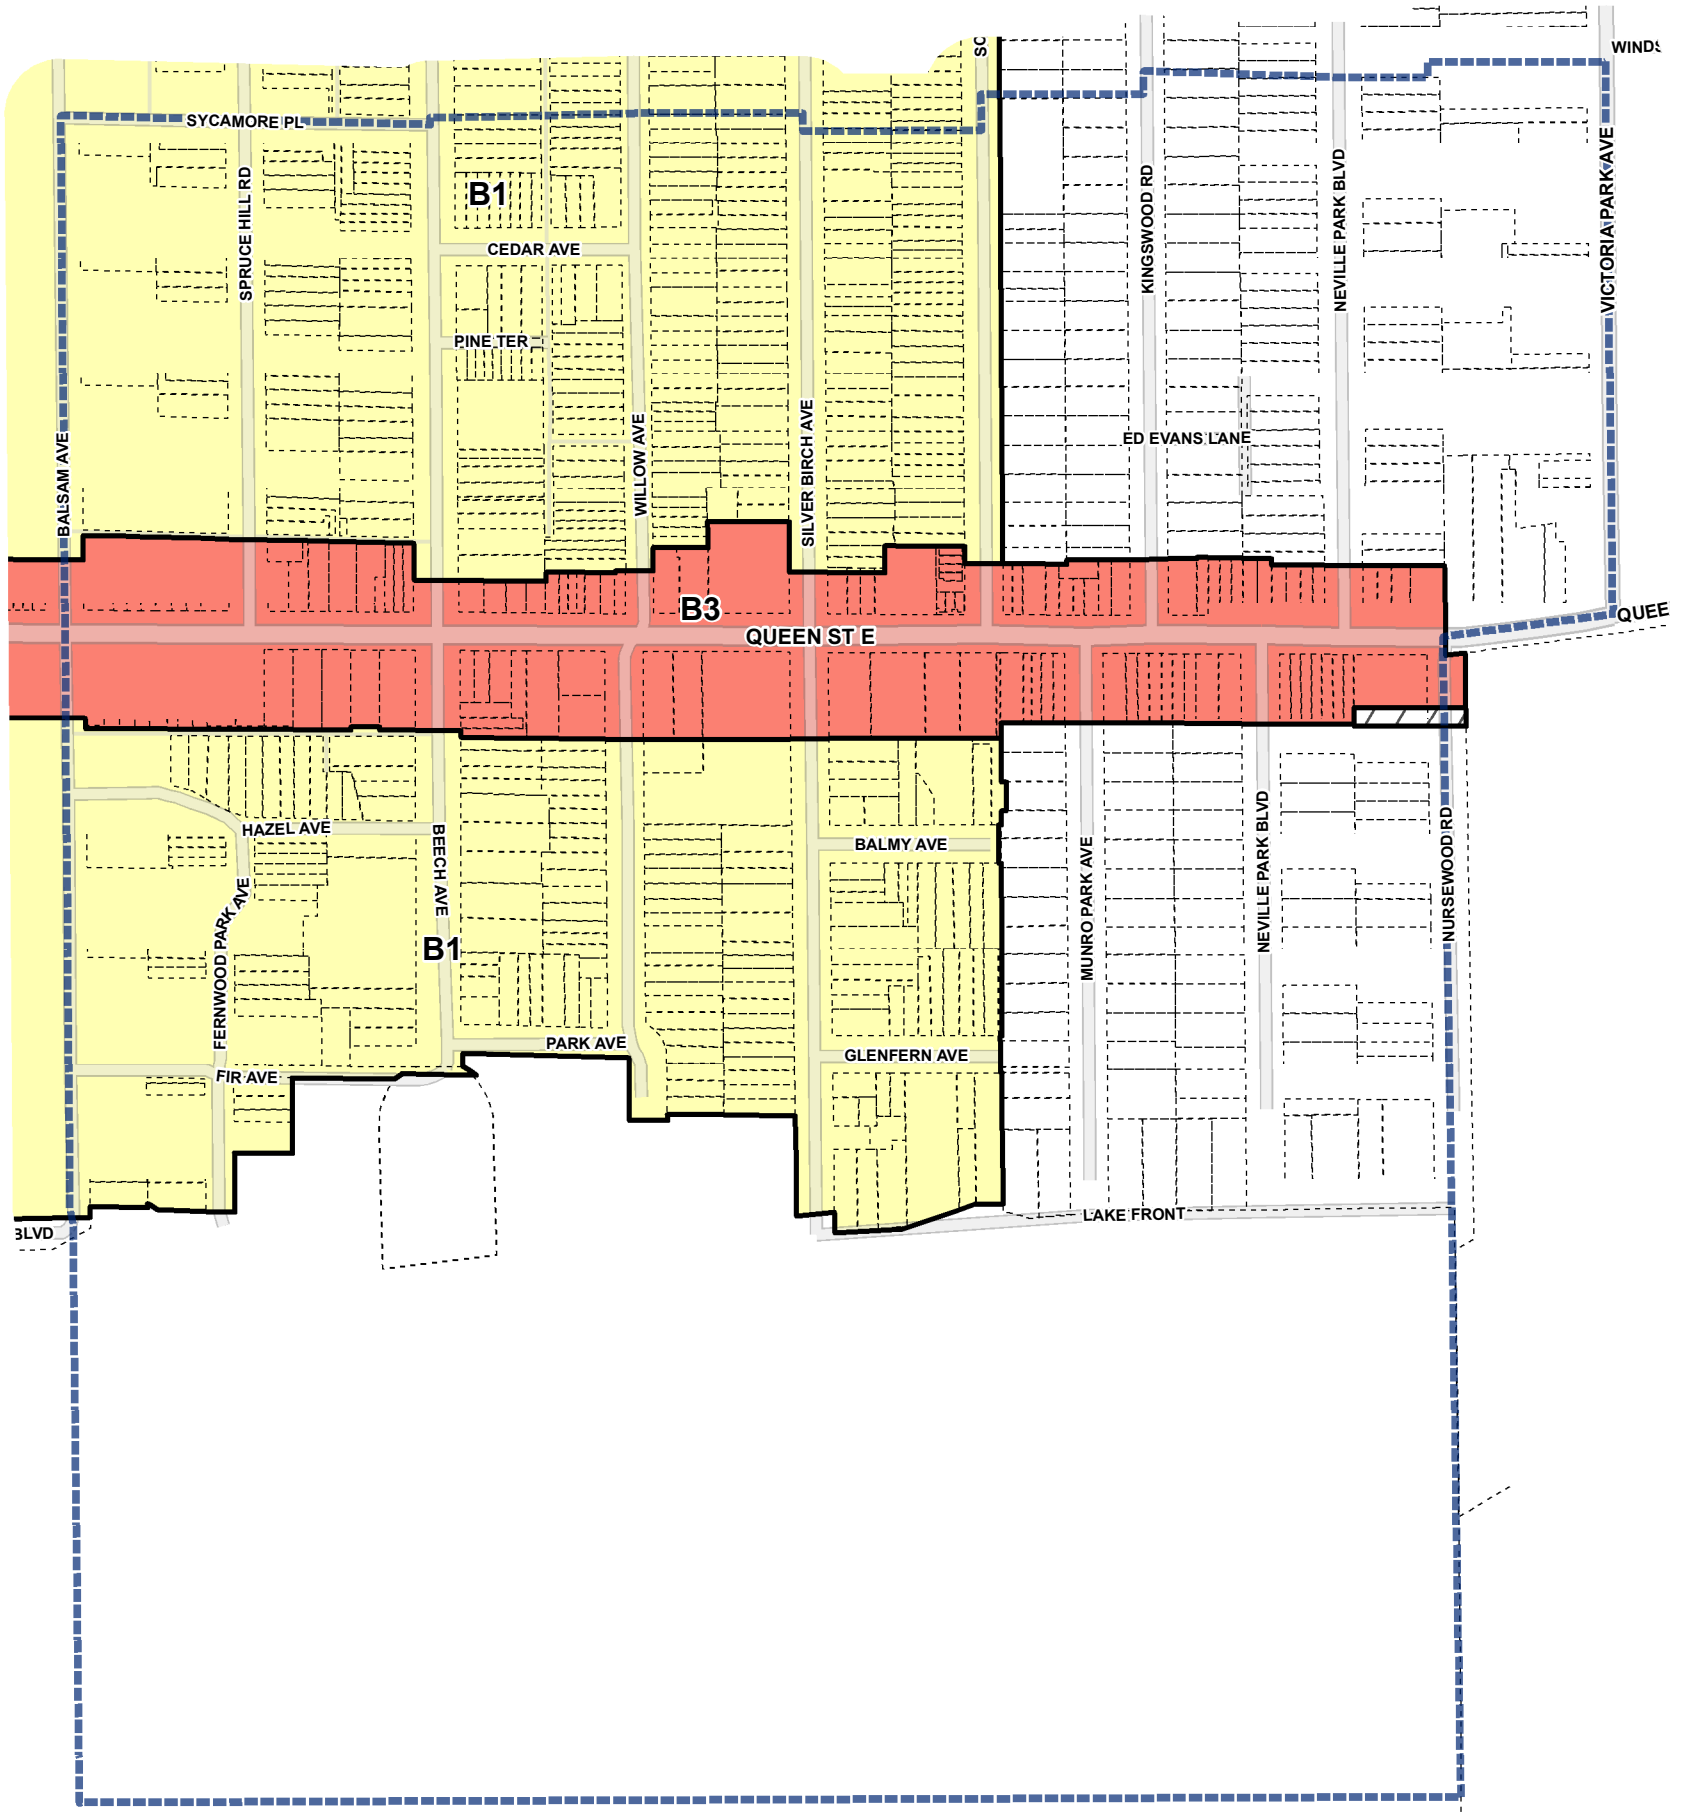 WINDS
SC
SYCAMORE PL
B1
SPRUCE HILL RD
CEDAR AVE
KINGSWOOD RD
NEVILLE PARK BLVD
VICTORIA PARK AVE
PINE TER
BALSAM AVE
WILLOW AVE
SILVER BIRCH AVE
ED EVANS LANE
B3
QUEEN ST E
QUEE
HAZEL AVE
BEECH AVE
BALMY AVE
FERNWOOD PARK AVE
B1
MUNRO PARK AVE
NEVILLE PARK BLVD
NURSEWOOD RD
PARK AVE
GLENFERN AVE
FIR AVE
LAKE FRONT
BLVD